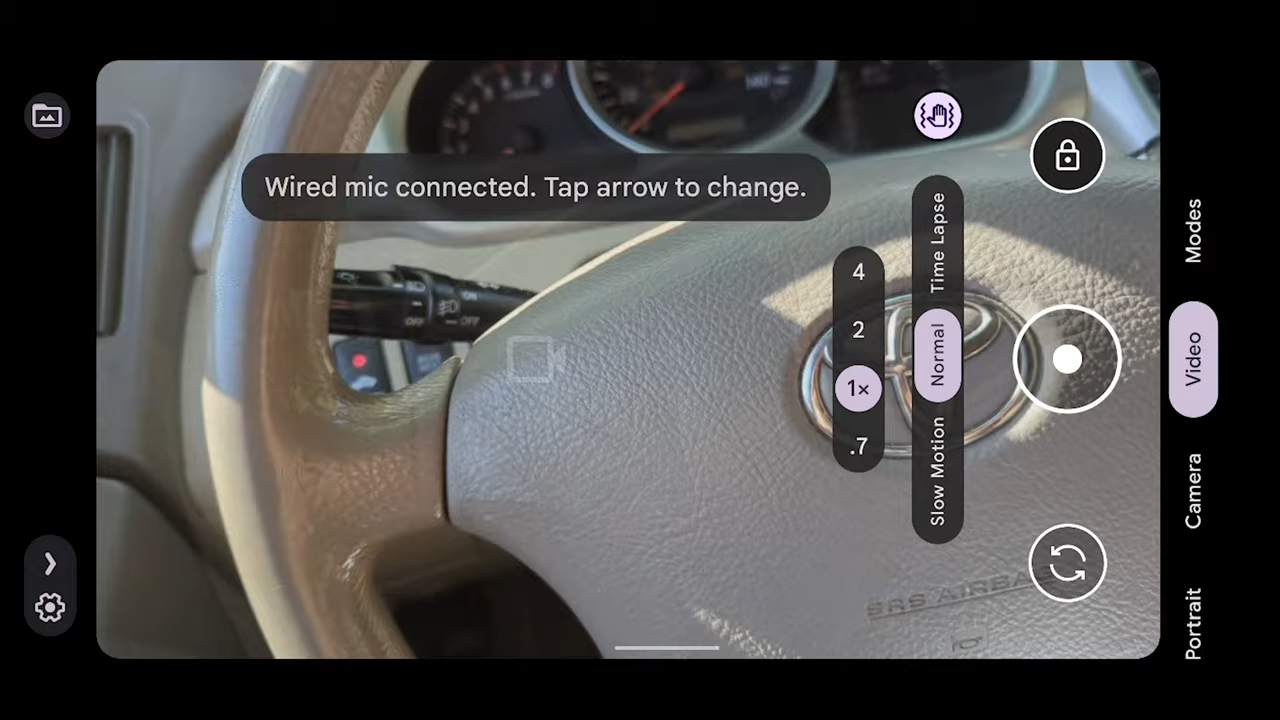 Wired mic connected. Tap arrow to change.
4
2
1×
.7
Time Lapse
Normal
Slow Motion
Modes
Video
Camera
Portrait
ON
OFF
OFF
SRS AIRBAG